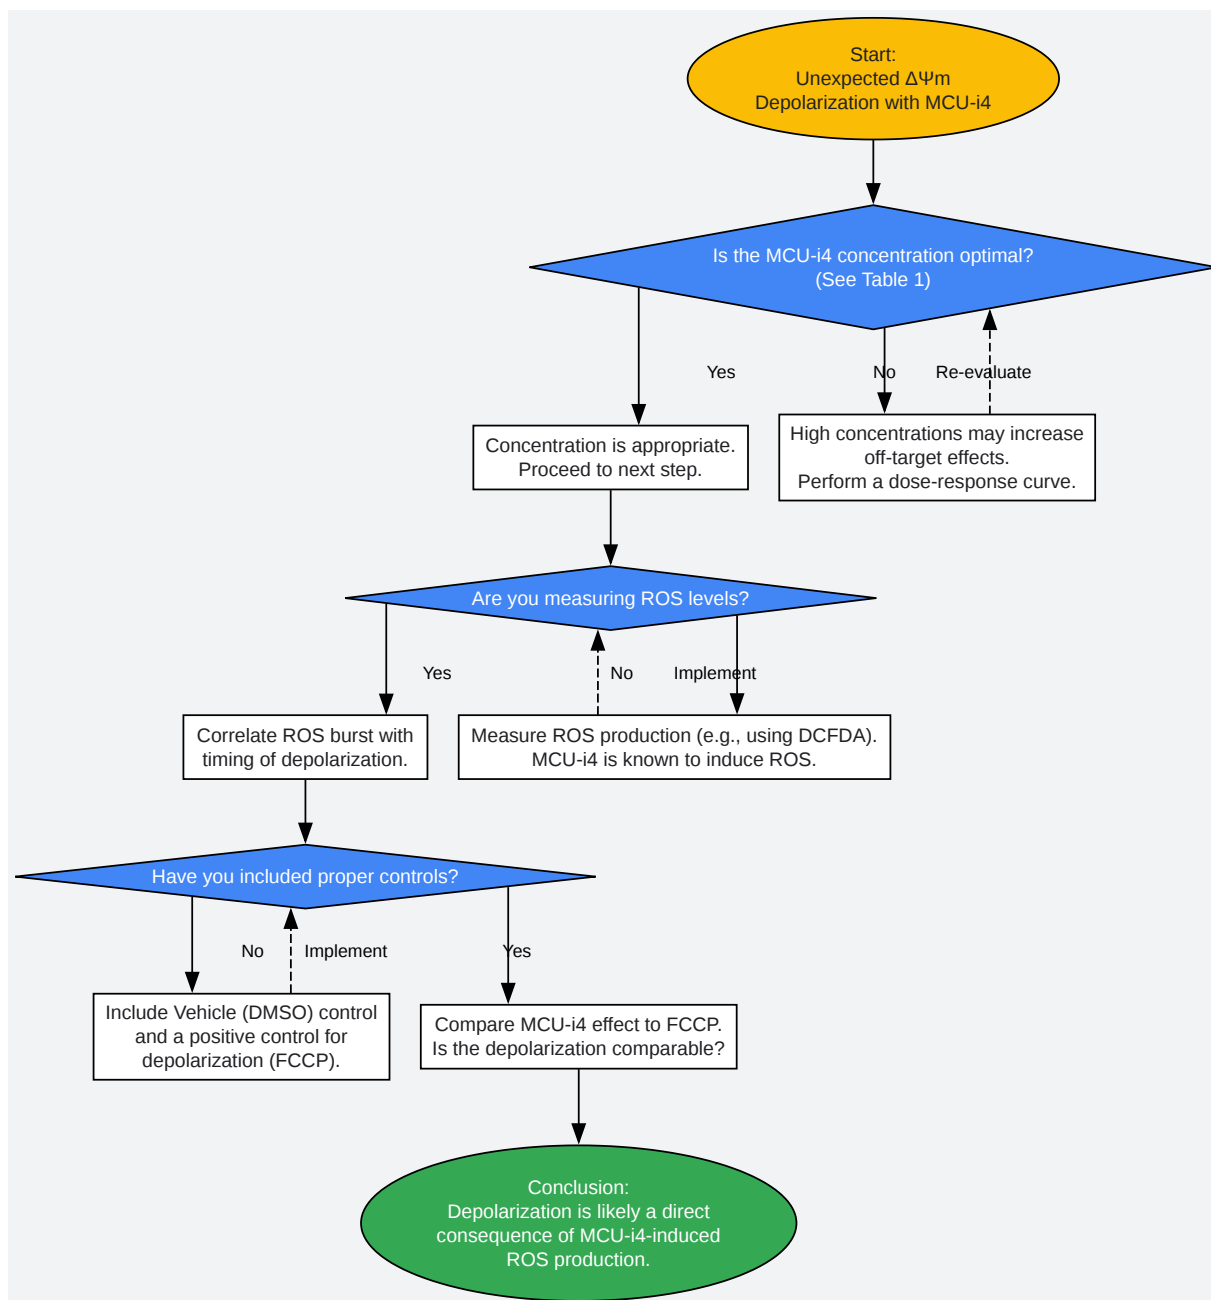 Start:
Unexpected ΔΨm
Depolarization with MCU-i4
Is the MCU-i4 concentration optimal?
(See Table 1)
Yes
No
Re-evaluate
Concentration is appropriate.
Proceed to next step.
High concentrations may increase
off-target effects.
Perform a dose-response curve.
Are you measuring ROS levels?
Yes
No
Implement
Correlate ROS burst with
timing of depolarization.
Measure ROS production (e.g., using DCFDA).
MCU-i4 is known to induce ROS.
Have you included proper controls?
No
Implement
Yes
Include Vehicle (DMSO) control
and a positive control for
depolarization (FCCP).
Compare MCU-i4 effect to FCCP.
Is the depolarization comparable?
Conclusion:
Depolarization is likely a direct
consequence of MCU-i4-induced
ROS production.